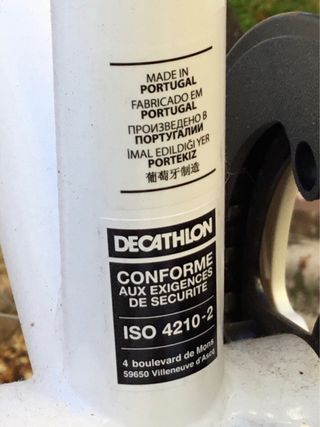 MADE IN
PORTUGAL
FABRICADO EM
PORTUGAL
ПРОИЗВЕДЕНО В
ПОРТУГАЛИИ
İMAL EDİLDİĞİ YER
PORTEKİZ
葡萄牙制造
DECATHLON
CONFORME
AUX EXIGENCES
DE SECURITE
ISO 4210-2
4 boulevard de Mons
59650 Villeneuve d'Ascq